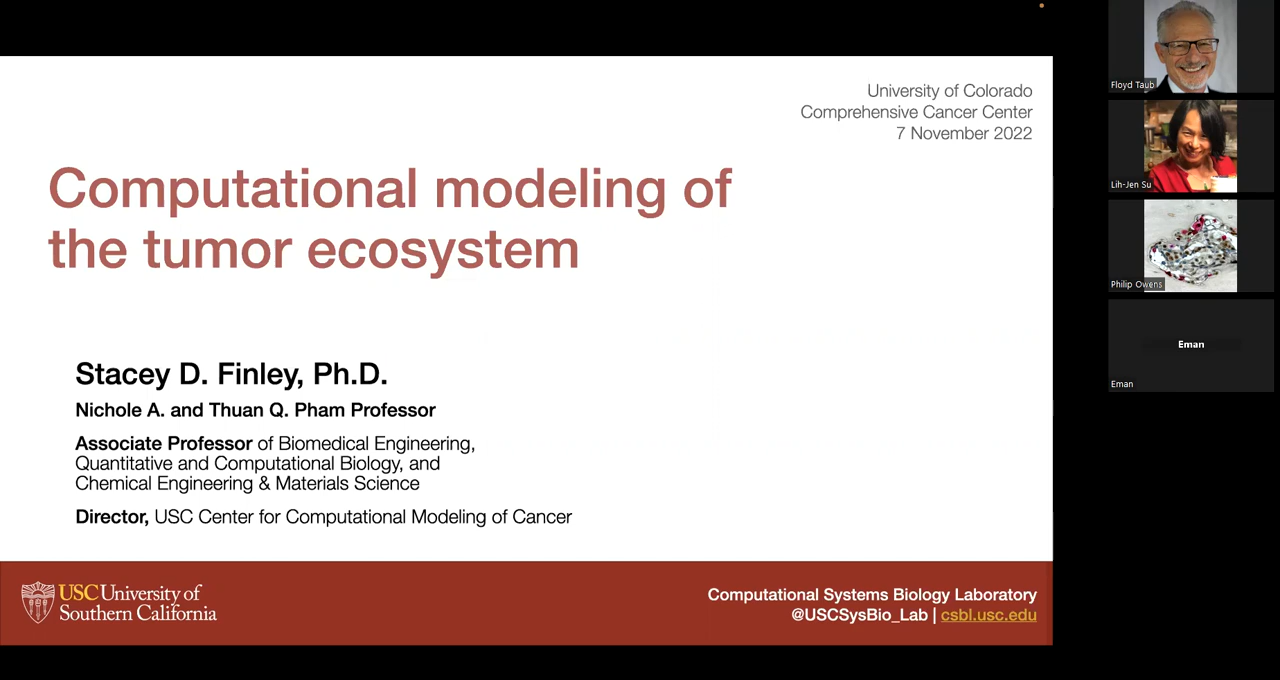 University of Colorado
Comprehensive Cancer Center
7 November 2022
Computational modeling of
the tumor ecosystem
Stacey D. Finley, Ph.D.
Nichole A. and Thuan Q. Pham Professor
Associate Professor of Biomedical Engineering,
Quantitative and Computational Biology, and
Chemical Engineering & Materials Science
Director, USC Center for Computational Modeling of Cancer
USC University of
Southern California
Computational Systems Biology Laboratory
@USCSysBio_Lab | csbl.usc.edu
Floyd Taub
Lih-Jen Su
Philip Owens
Eman
Eman